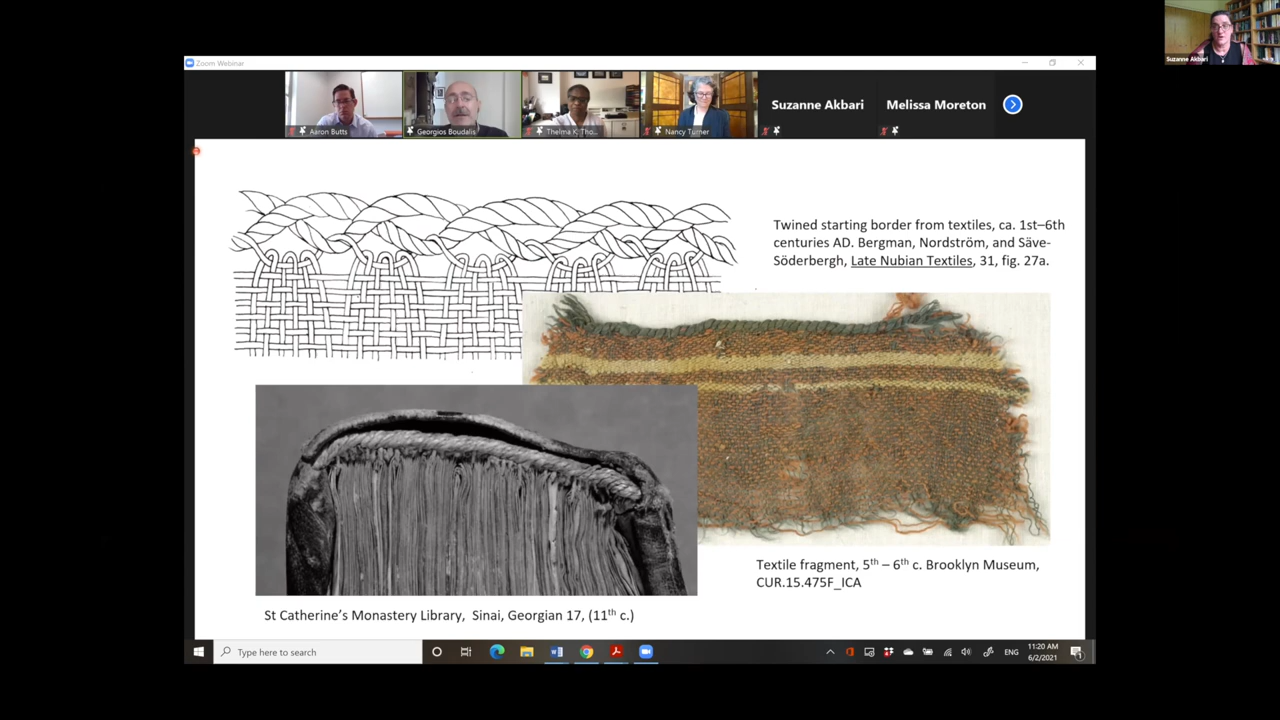 Suzanne Akbari
Zoom Webinar
Aaron Butts
Georgios Boudalis
Thelma K. Tho...
Nancy Turner
Suzanne Akbari
Melissa Moreton
Twined starting border from textiles, ca. 1st–6th
centuries AD. Bergman, Nordström, and Säve-
Söderbergh, Late Nubian Textiles, 31, fig. 27a.
Textile fragment, 5th – 6th c. Brooklyn Museum,
CUR.15.475F_ICA
St Catherine's Monastery Library, Sinai, Georgian 17, (11th c.)
Type here to search
ENG
11:20 AM
6/2/2021
1